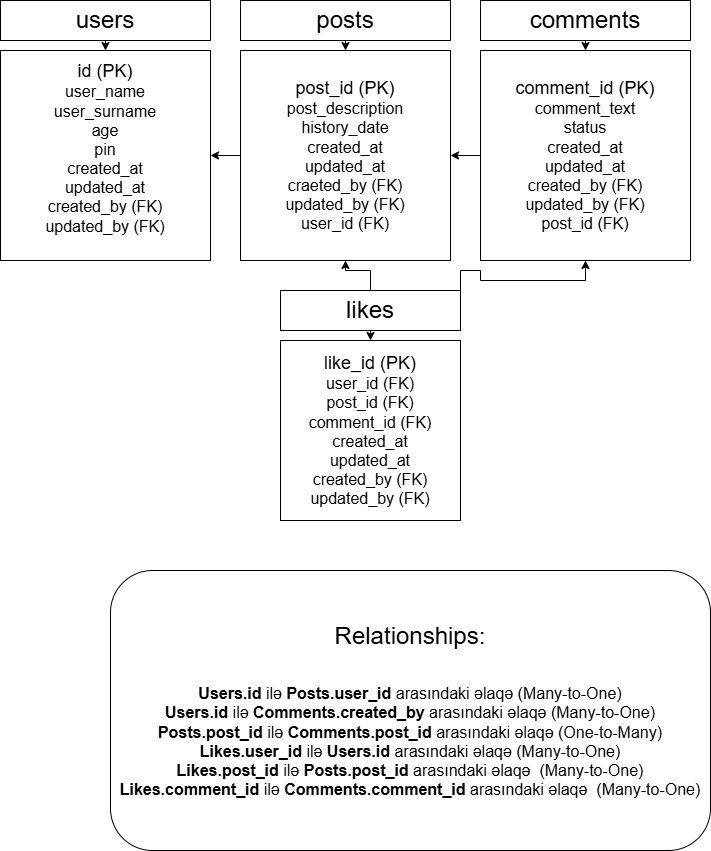 users
id (PK)
user_name
user_surname
age
pin
created_at
updated_at
created_by (FK)
updated_by (FK)
posts
post_id (PK)
post_description
history_date
created_at
updated_at
craeted_by (FK)
updated_by (FK)
user_id (FK)
comments
comment_id (PK)
comment_text
status
created_at
updated_at
created_by (FK)
updated_by (FK)
post_id (FK)
likes
like_id (PK)
user_id (FK)
post_id (FK)
comment_id (FK)
created_at
updated_at
created_by (FK)
updated_by (FK)
Relationships:
Users.id ilə Posts.user_id arasındaki əlaqə (Many-to-One)
Users.id ilə Comments.created_by arasındaki əlaqə (Many-to-One)
Posts.post_id ilə Comments.post_id arasındaki əlaqə (One-to-Many)
Likes.user_id ilə Users.id arasındaki əlaqə (Many-to-One)
Likes.post_id ilə Posts.post_id arasındaki əlaqə (Many-to-One)
Likes.comment_id ilə Comments.comment_id arasındaki əlaqə (Many-to-One)